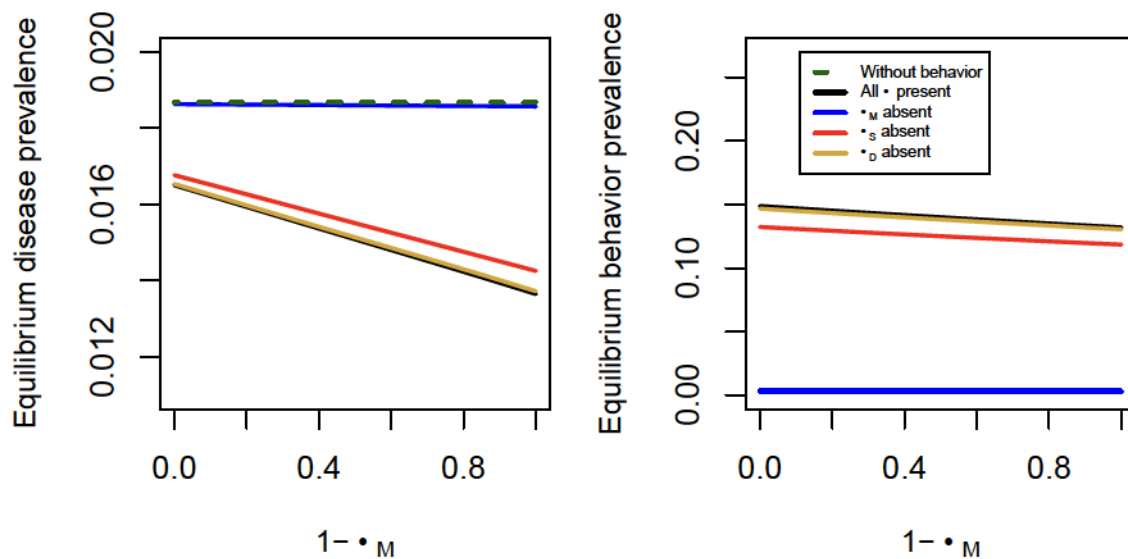 Equilibrium disease prevalence
0.020
0.016
0.012
0.0 0.4 0.8
1− • M
Equilibrium behavior prevalence
0.20
0.10
0.00
0.0 0.4 0.8
1− • M
Without behavior
All • present
• M absent
• S absent
• D absent